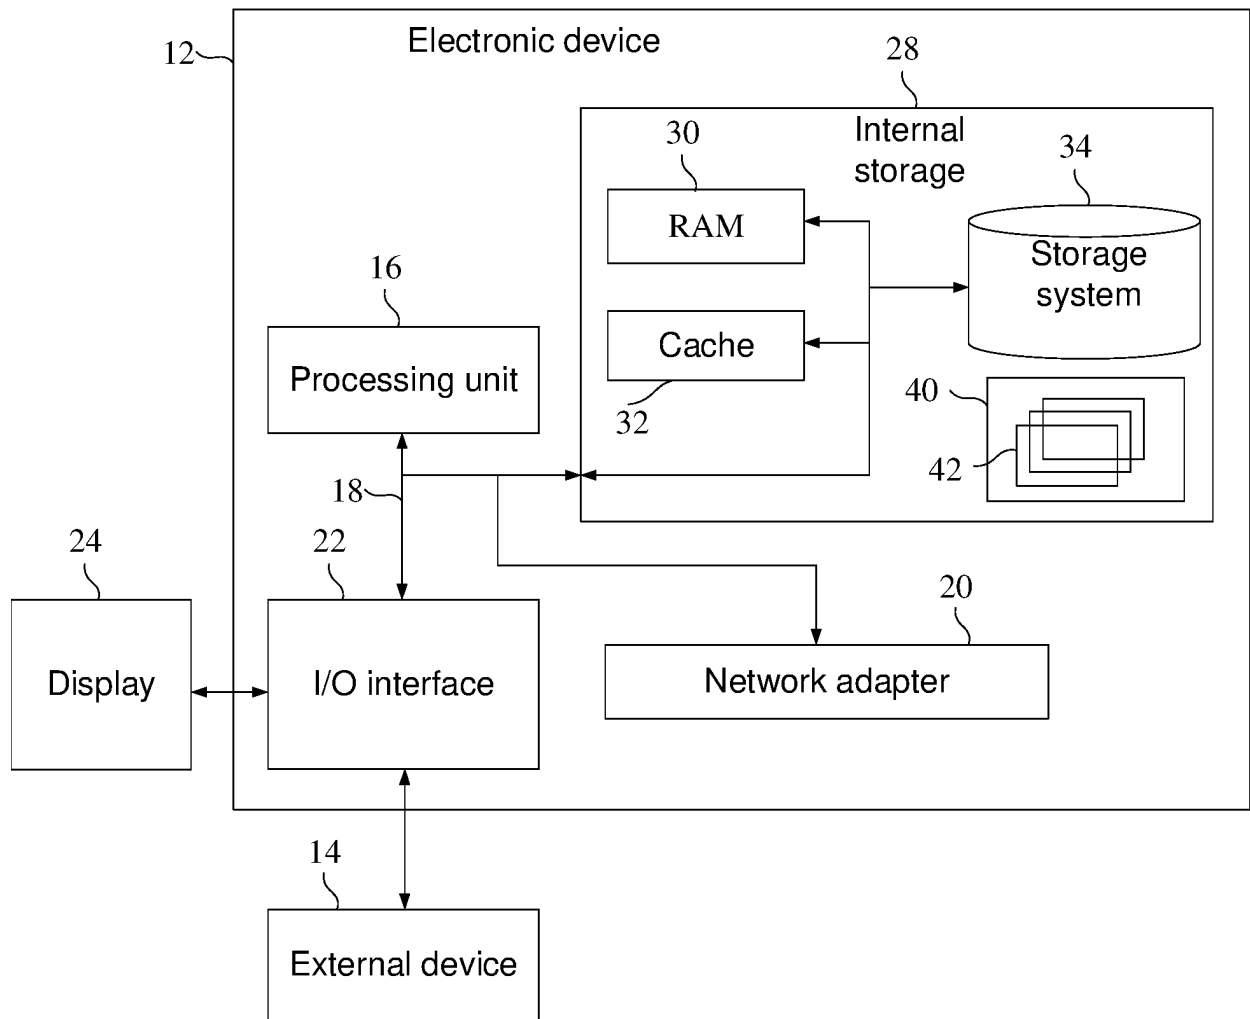 Electronic device
12
28
Internal
storage
30
RAM
34
Storage
system
16
Processing unit
Cache
32
40
42
18
24
Display
22
I/O interface
20
Network adapter
14
External device